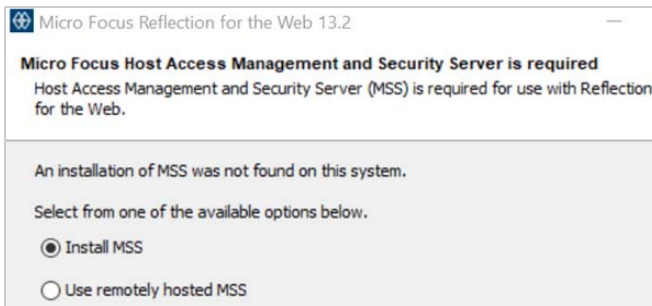 Micro Focus Reflection for the Web 13.2
Micro Focus Host Access Management and Security Server is required
Host Access Management and Security Server (MSS) is required for use with Reflection
for the Web.
An installation of MSS was not found on this system.
Select from one of the available options below.
Install MSS
Use remotely hosted MSS